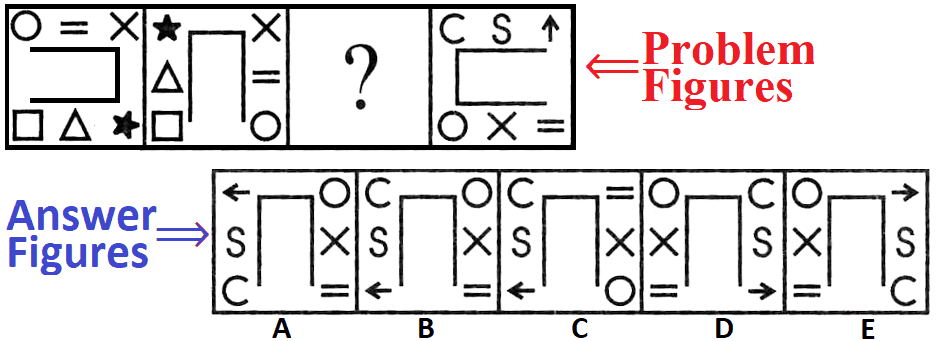 O = X
★ X
?
C S ↑
△ =
□ △ ★
□ O
O X =
⇐ Problem
Figures
Answer
Figures ⇒
← O
C O
C =
O C
O →
S X
S X
S X
X S
X S
C =
← =
← O
= →
= C
A B C D E